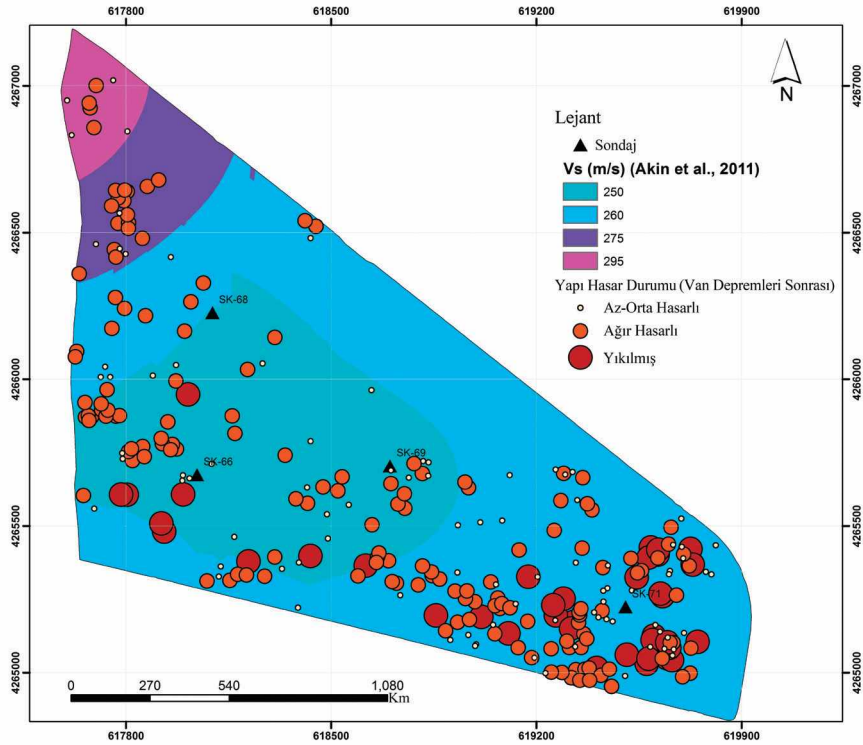 617800 618500 619200 619900
4267000 4267000
N
Lejant
Sondaj
Vs (m/s) (Akin et al., 2011)
250
260
275
295
4266500 4266500
Yapı Hasar Durumu (Van Depremleri Sonrası)
Az-Orta Hasarlı
Ağır Hasarlı
Yıkılmış
SK-68
4266000 4266000
SK-69
SK-66
4265500 4265500
SK-71
4265000 4265000
0 270 540 1,080
Km
617800 618500 619200 619900